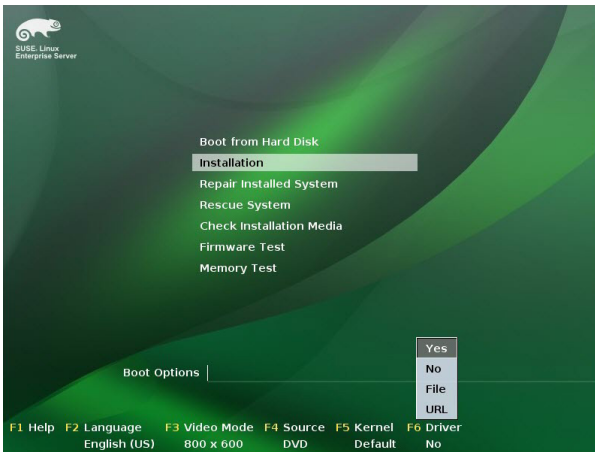 SUSE. Linux
Enterprise Server
Boot from Hard Disk
Installation
Repair Installed System
Rescue System
Check Installation Media
Firmware Test
Memory Test
Yes
No
File
URL
Boot Options
F1 Help F2 Language F3 Video Mode F4 Source F5 Kernel F6 Driver
English (US) 800 x 600 DVD Default No